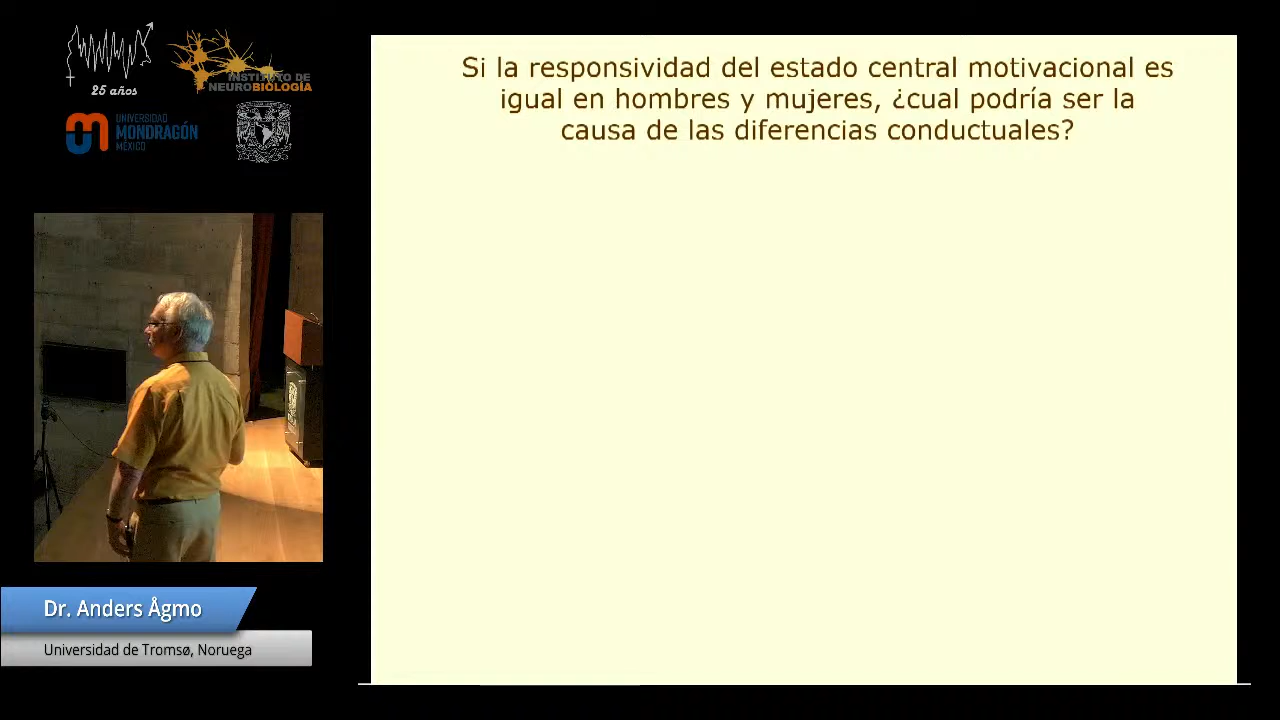 25 años
INSTITUTO DE
NEUROBIOLOGÍA
UNIVERSIDAD
MONDRAGÓN
MÉXICO
Si la responsividad del estado central motivacional es
igual en hombres y mujeres, ¿cual podría ser la
causa de las diferencias conductuales?
Dr. Anders Ågmo
Universidad de Tromsø, Noruega